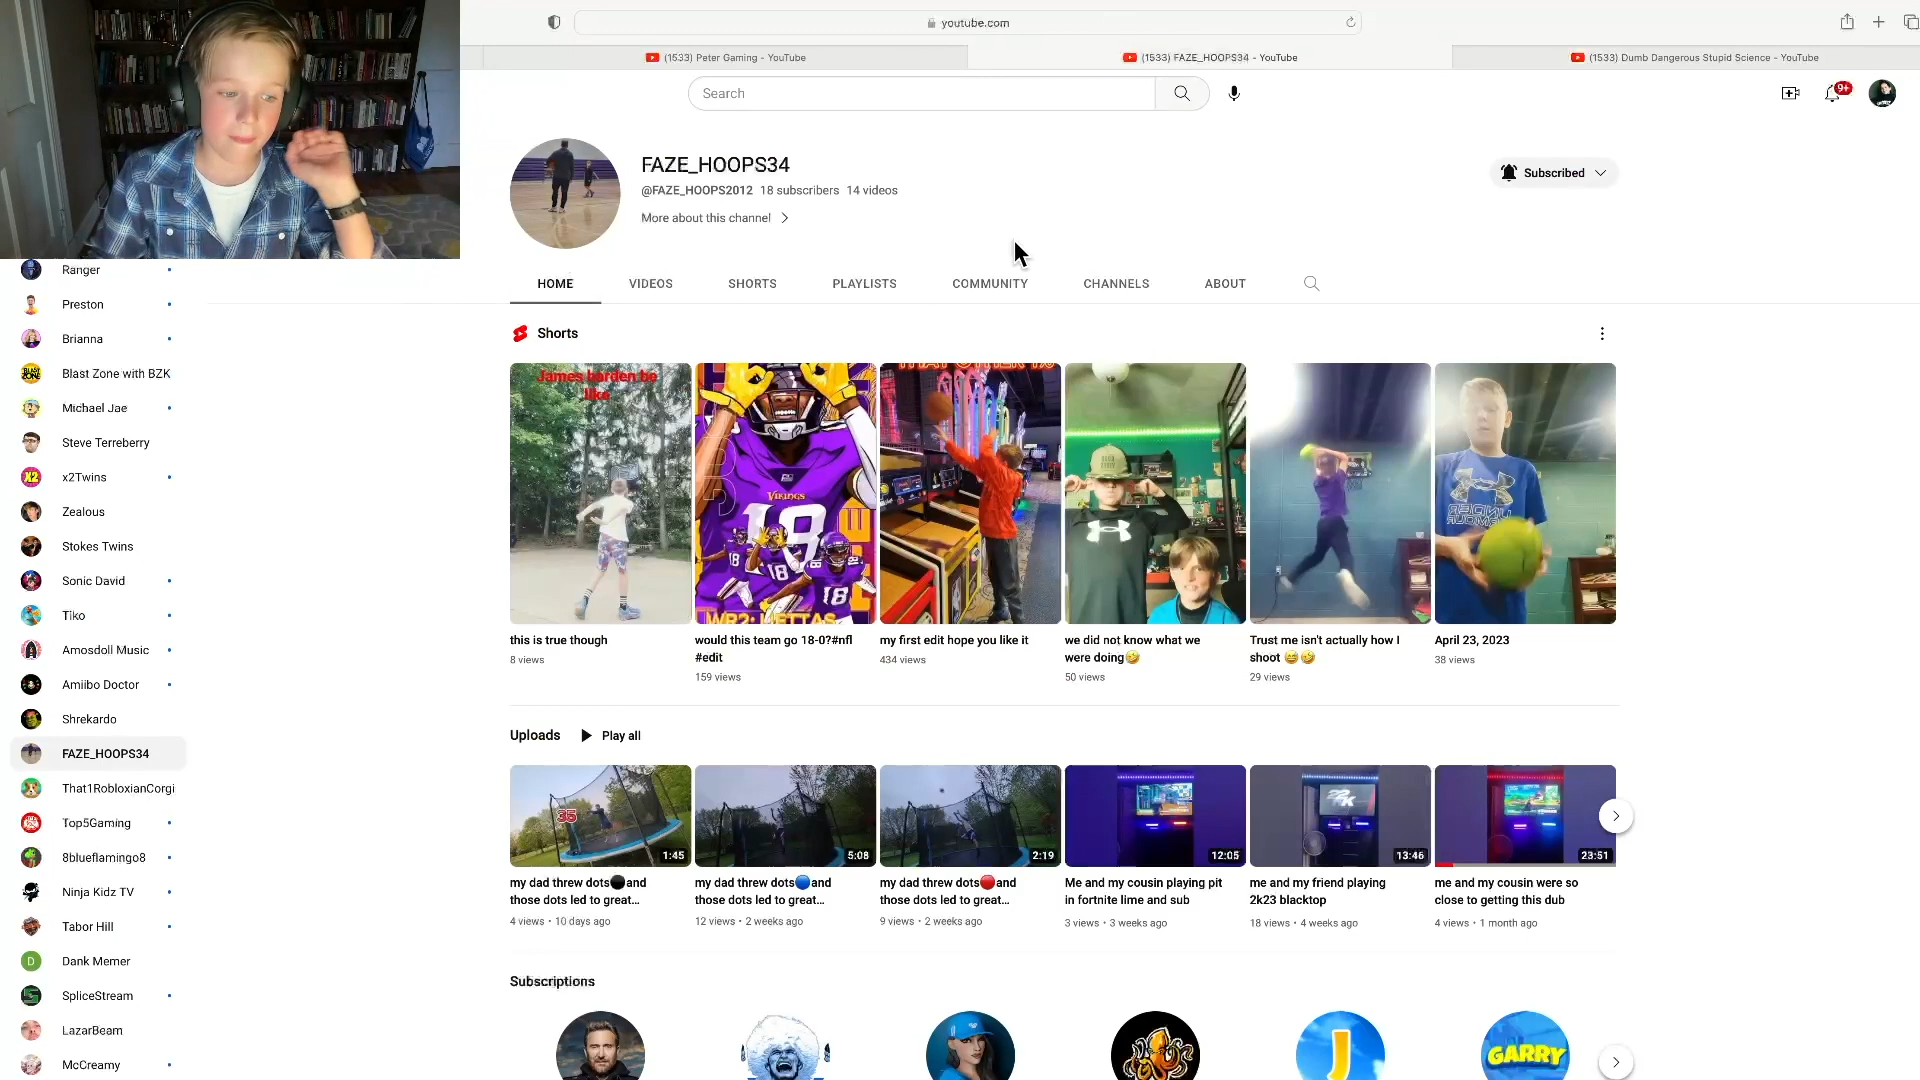 youtube.com
(1533) Peter Gaming - YouTube
(1533) FAZE_HOOPS34 - YouTube
(1533) Dumb Dangerous Stupid Science - YouTube
Search
9+
FAZE_HOOPS34
@FAZE_HOOPS2012 18 subscribers 14 videos
More about this channel
Subscribed
HOME
VIDEOS
SHORTS
PLAYLISTS
COMMUNITY
CHANNELS
ABOUT
Ranger
Preston
Brianna
Blast Zone with BZK
Michael Jae
Steve Terreberry
x2Twins
Zealous
Stokes Twins
Sonic David
Tiko
Amosdoll Music
Amiibo Doctor
Shrekardo
FAZE_HOOPS34
That1RobloxianCorgi
Top5Gaming
8blueflamingo8
Ninja Kidz TV
Tabor Hill
D
Dank Memer
SpliceStream
LazarBeam
McCreamy
Shorts
James harden be
like
VIKINGS
18
18
18
18
this is true though
8 views
would this team go 18-0?#nfl
#edit
159 views
my first edit hope you like it
434 views
we did not know what we
were doing🤣
50 views
Trust me isn't actually how I
shoot 😅🤣
29 views
April 23, 2023
38 views
Uploads
Play all
35
1:45
5:08
2:19
12:05
2K
13:46
23:51
my dad threw dots⚫and
those dots led to great...
4 views • 10 days ago
my dad threw dots🔵and
those dots led to great...
12 views • 2 weeks ago
my dad threw dots🔴and
those dots led to great...
9 views • 2 weeks ago
Me and my cousin playing pit
in fortnite lime and sub
3 views • 3 weeks ago
me and my friend playing
2k23 blacktop
18 views • 4 weeks ago
me and my cousin were so
close to getting this dub
4 views • 1 month ago
Subscriptions
J
GARRY